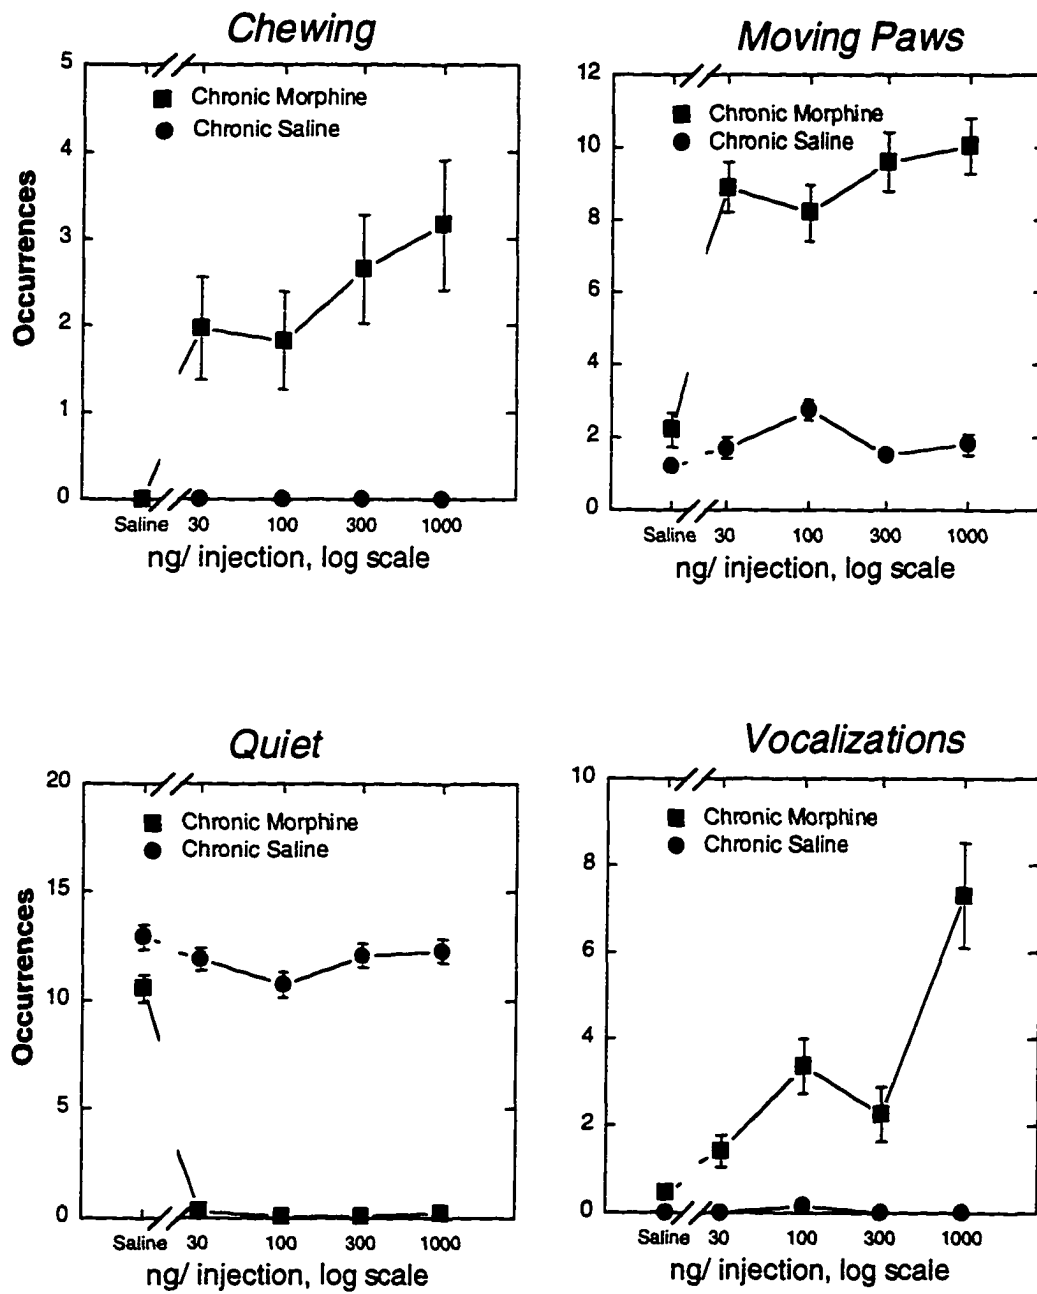 Chewing
5
4
3
2
1
0
Occurrences
Chronic Morphine
Chronic Saline
Saline 30 100 300 1000
ng/ injection, log scale
Moving Paws
12
10
8
6
4
2
0
Chronic Morphine
Chronic Saline
Saline 30 100 300 1000
ng/ injection, log scale
Quiet
20
15
10
5
0
Occurrences
Chronic Morphine
Chronic Saline
Saline 30 100 300 1000
ng/ injection, log scale
Vocalizations
10
8
6
4
2
0
Chronic Morphine
Chronic Saline
Saline 30 100 300 1000
ng/ injection, log scale